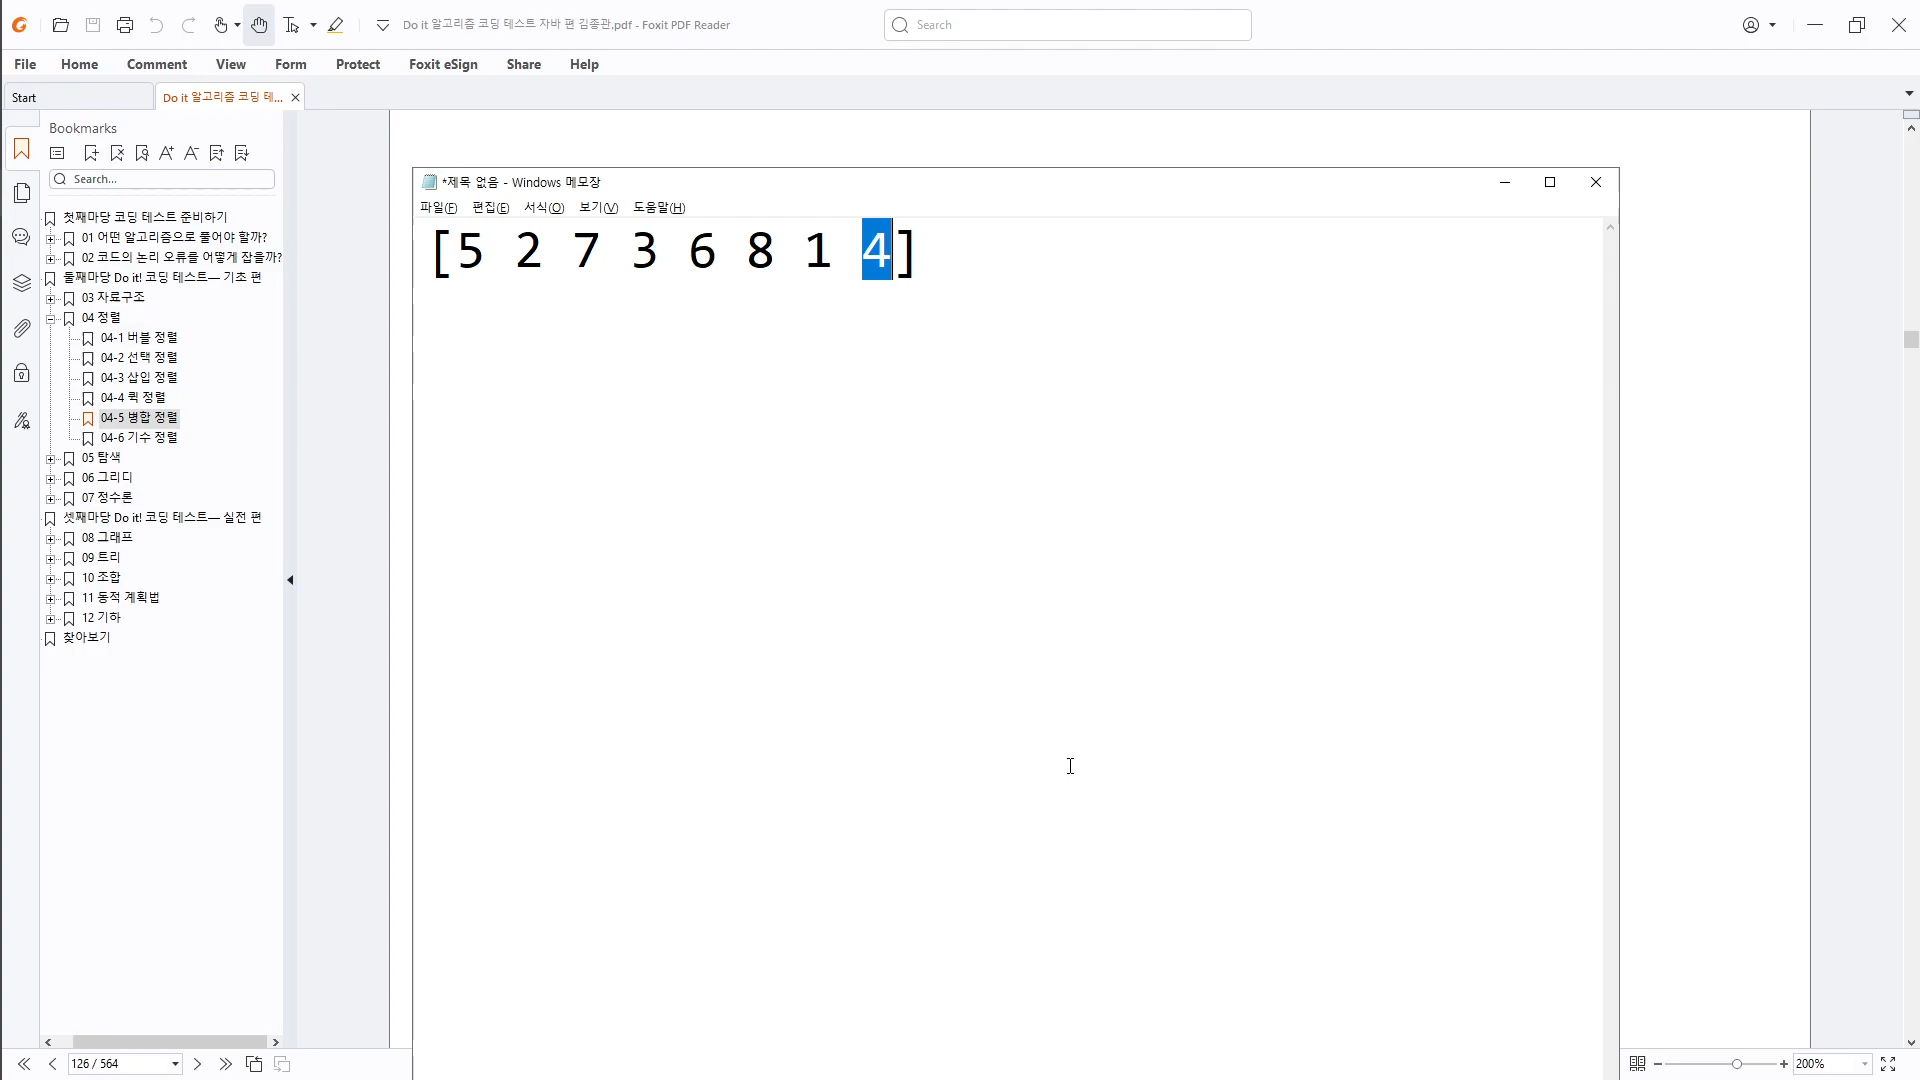 Do it 알고리즘 코딩 테스트 자바 편 김종관.pdf - Foxit PDF Reader
Search
File Home Comment View Form Protect Foxit eSign Share Help
Start
Do it 알고리즘 코딩 테...
Bookmarks
Search...
첫째마당 코딩 테스트 준비하기
01 어떤 알고리즘으로 풀어야 할까?
02 코드의 논리 오류를 어떻게 잡을까?
둘째마당 Do it! 코딩 테스트— 기초 편
03 자료구조
04 정렬
04-1 버블 정렬
04-2 선택 정렬
04-3 삽입 정렬
04-4 퀵 정렬
04-5 병합 정렬
04-6 기수 정렬
05 탐색
06 그리디
07 정수론
셋째마당 Do it! 코딩 테스트— 실전 편
08 그래프
09 트리
10 조합
11 동적 계획법
12 기하
찾아보기
*제목 없음 - Windows 메모장
파일(F) 편집(E) 서식(O) 보기(V) 도움말(H)
[5 2 7 3 6 8 1 4]
126 / 564
200%